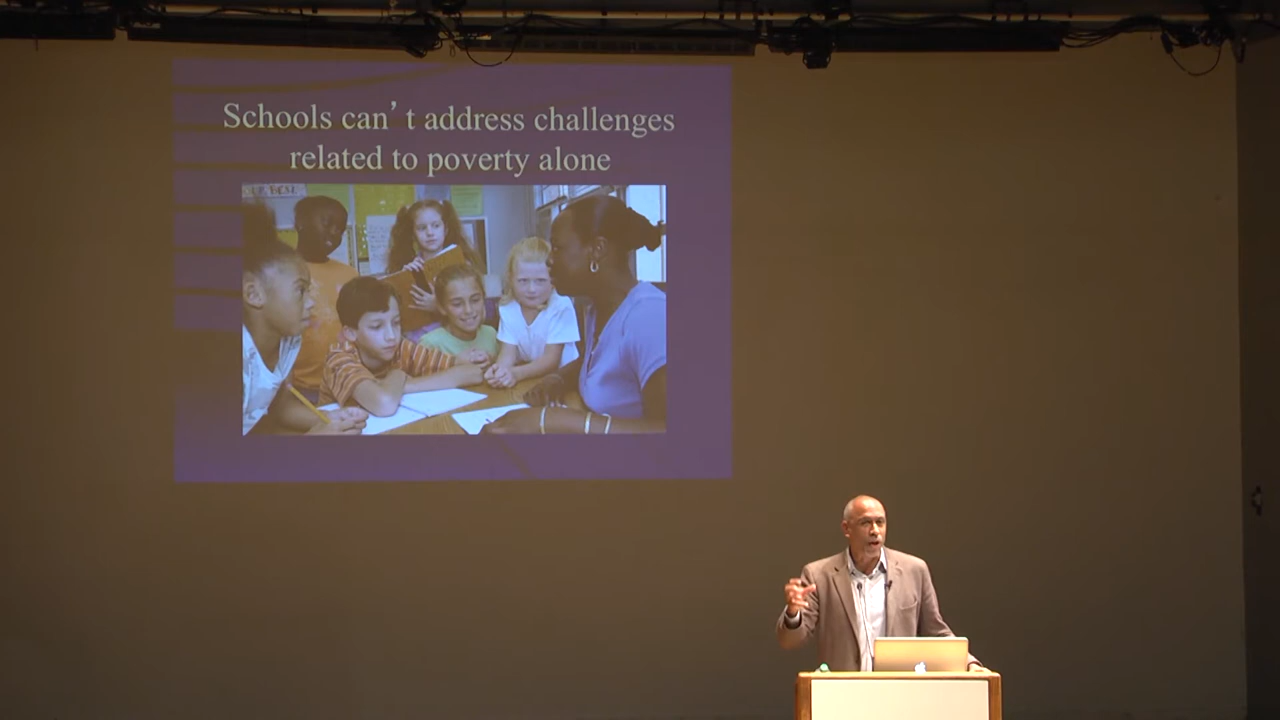 Schools can’ t address challenges
related to poverty alone